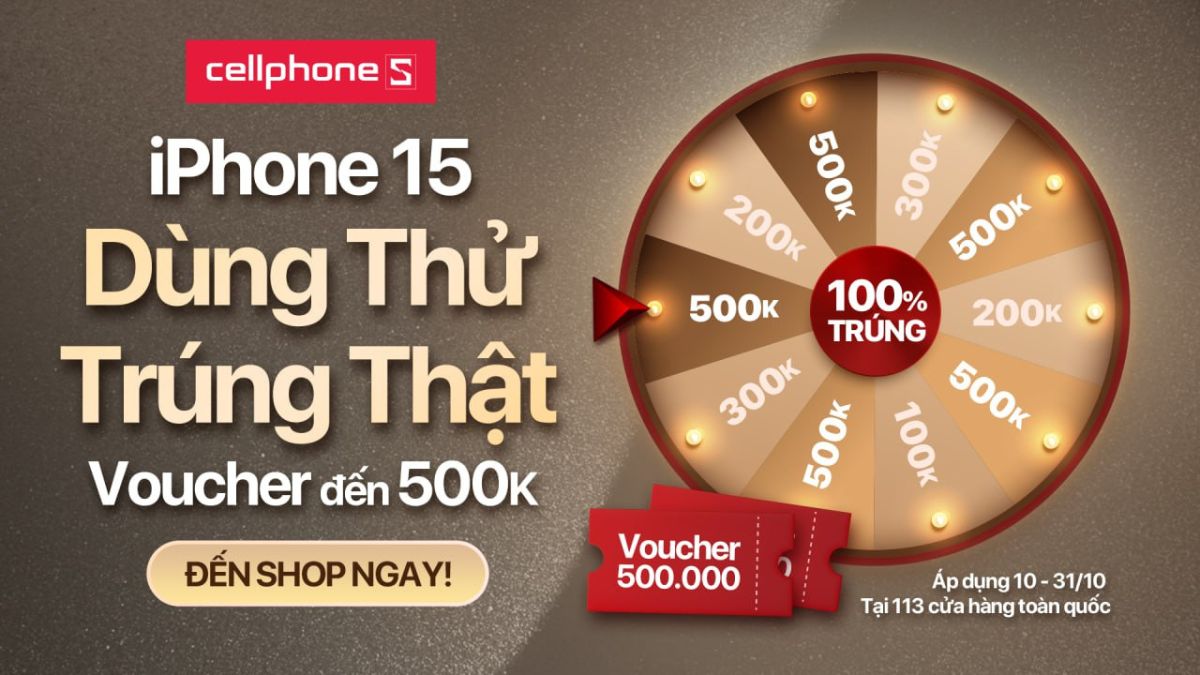 cellphoneS
iPhone 15
Dùng Thử
Trúng Thật
Voucher đến 500K
ĐẾN SHOP NGAY!
500K
300K
500K
200K
500K
100K
500K
300K
500K
200K
100%
TRÚNG
Voucher
500.000
Áp dụng 10 - 31/10
Tại 113 cửa hàng toàn quốc